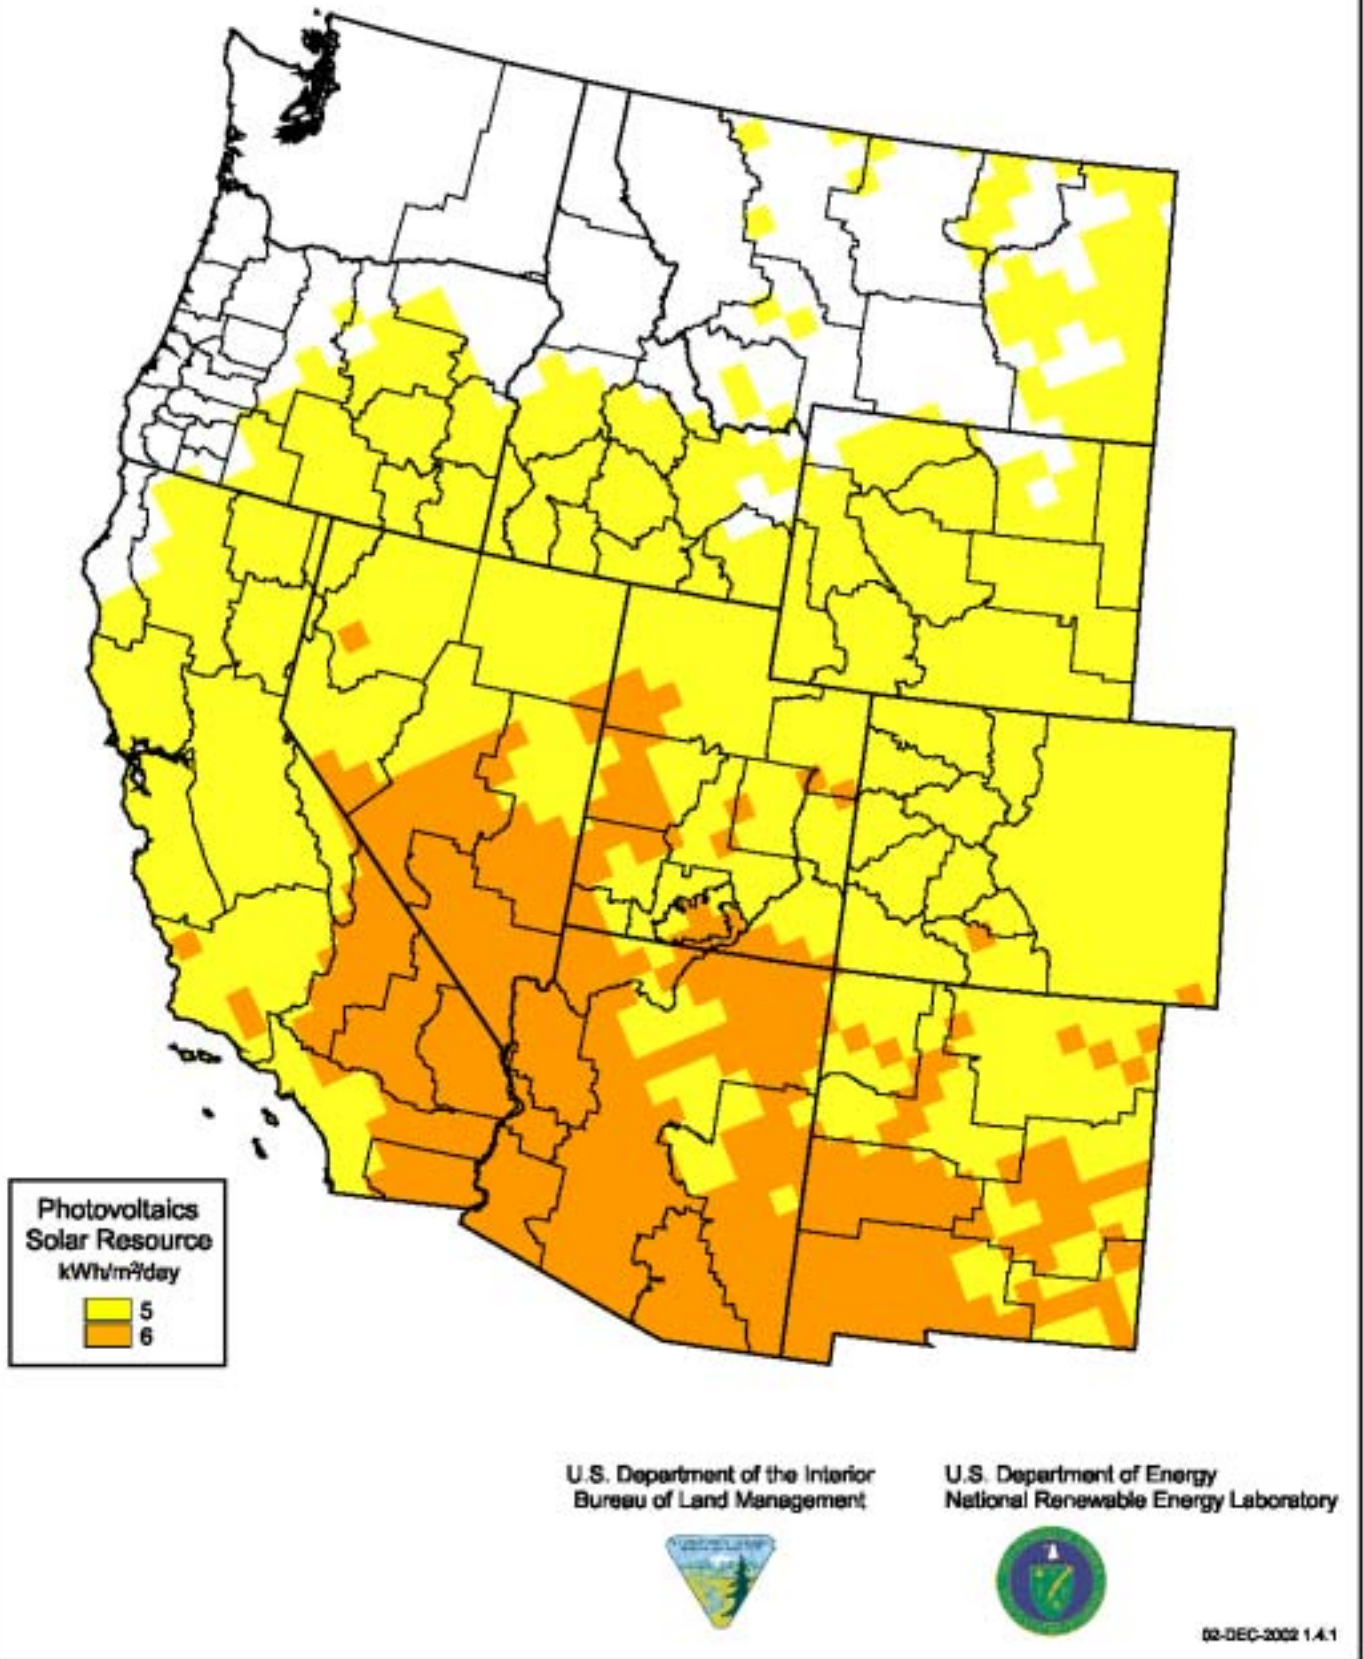 Photovoltaics
Solar Resource
kWh/m²/day
5
6
U.S. Department of the Interior
Bureau of Land Management
U.S. Department of Energy
National Renewable Energy Laboratory
02-DEC-2002 1.4.1